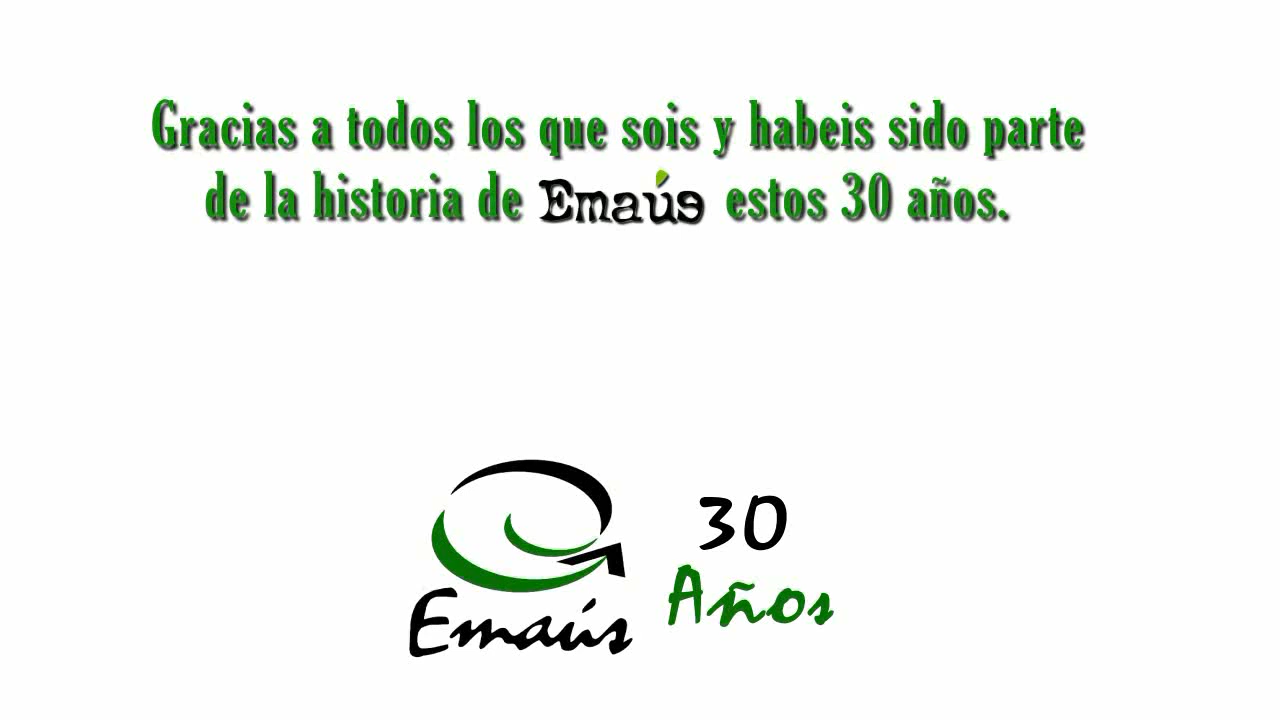 Gracias a todos los que sois y habeis sido parte
de la historia de Emaús estos 30 años.
30
Años
Emaús